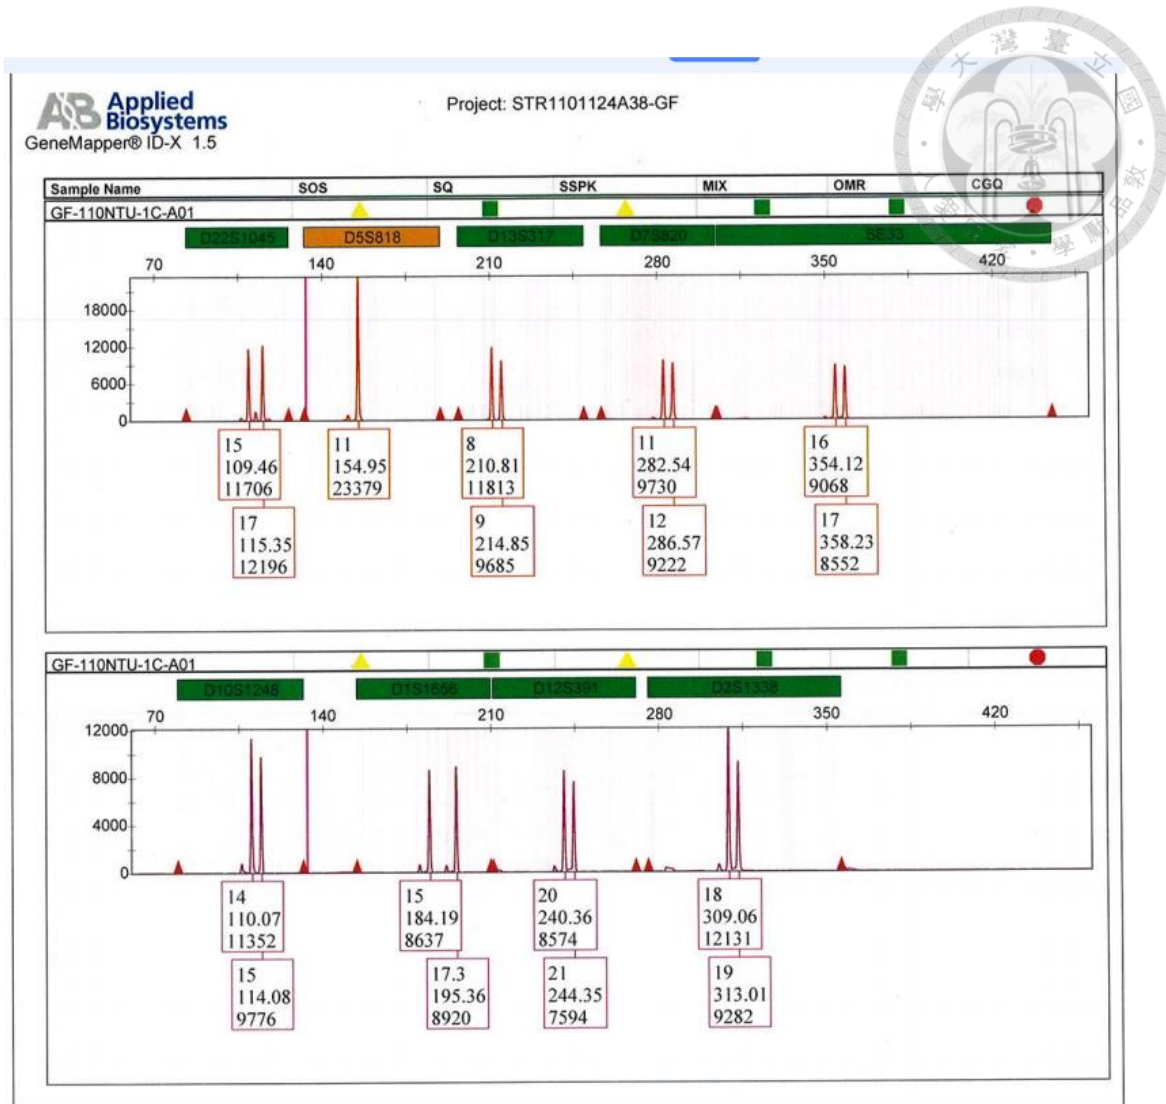 AB Applied
Biosystems
GeneMapper® ID-X 1.5
Project: STR1101124A38-GF
Sample Name SOS SQ SSPK MIX OMR CGQ
GF-110NTU-1C-A01
D22S1045 D5S818 D13S317 D7S820 SE33
70 140 210 280 350 420
18000
12000
6000
0
15 11 8 11 16
109.46 154.95 210.81 282.54 354.12
11706 23379 11813 9730 9068
17 9 12 17
115.35 214.85 286.57 358.23
12196 9685 9222 8552
GF-110NTU-1C-A01
D10S1248 D1S1656 D12S391 D2S1338
70 140 210 280 350 420
12000
8000
4000
0
14 15 20 18
110.07 184.19 240.36 309.06
11352 8637 8574 12131
15 17.3 21 19
114.08 195.36 244.35 313.01
9776 8920 7594 9282